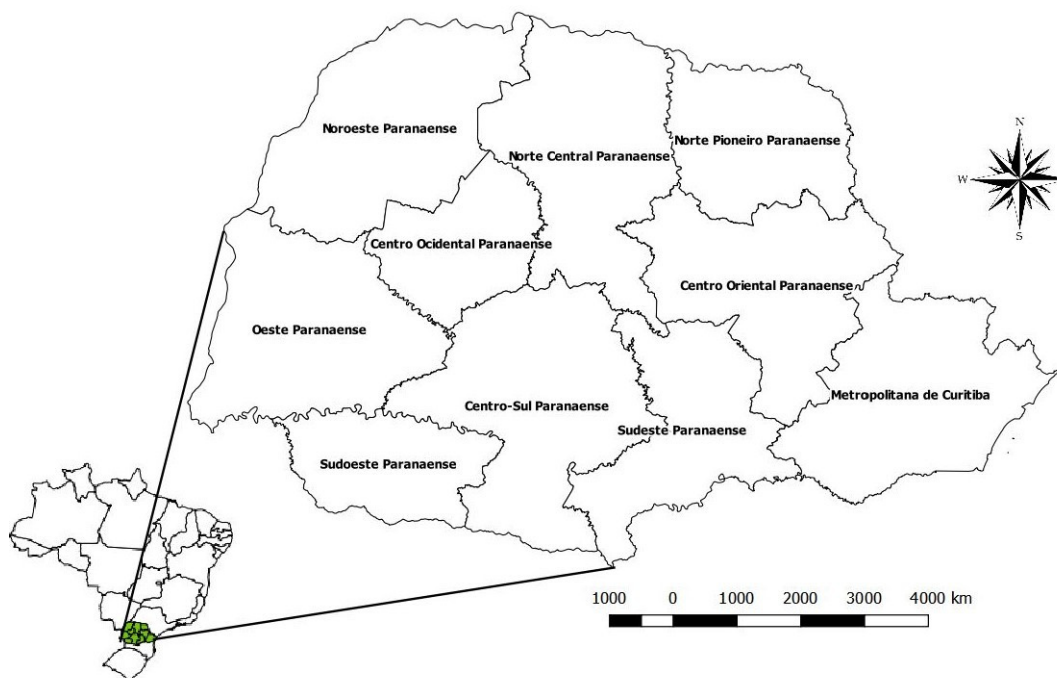 Noroeste Paranaense
Norte Central Paranaense
Norte Pioneiro Paranaense
N
W
S
Centro Ocidental Paranaense
Centro Oriental Paranaense
Oeste Paranaense
Centro-Sul Paranaense
Metropolitana de Curitiba
Sudeste Paranaense
Sudoeste Paranaense
1000 0 1000 2000 3000 4000 km